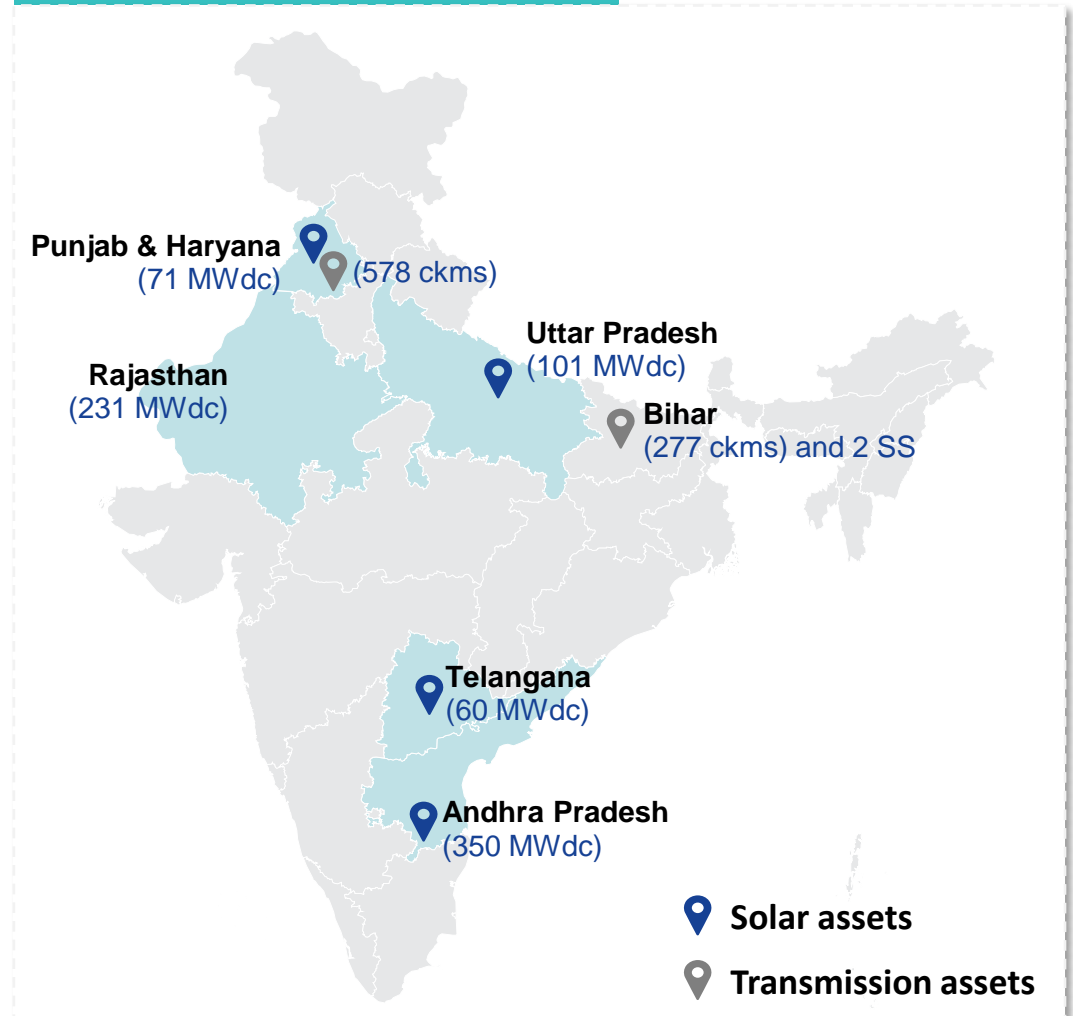 Punjab & Haryana
(71 MWdc)
(578 ckms)
Uttar Pradesh
(101 MWdc)
Rajasthan
(231 MWdc)
Bihar
(277 ckms) and 2 SS
Telangana
(60 MWdc)
Andhra Pradesh
(350 MWdc)
Solar assets
Transmission assets